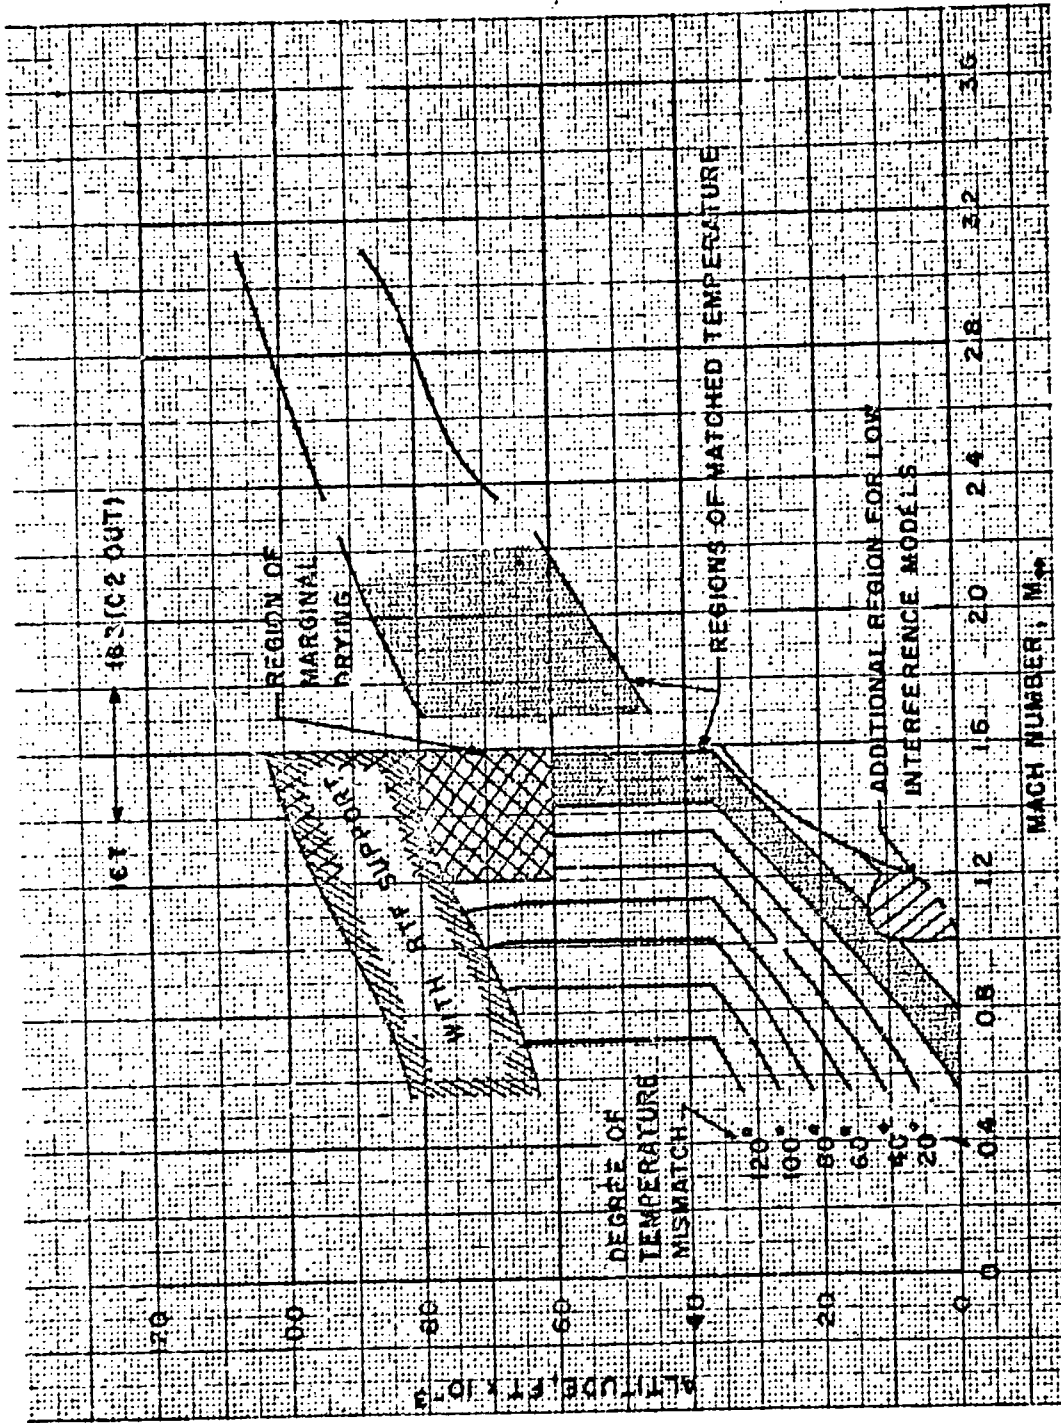 16T
16S (C2 OUT)
REGION OF
MARGINAL
DRYING
WITH RTF SUPPORT
REGIONS OF MATCHED TEMPERATURE
DEGREE OF
TEMPERATURE
MISMATCH
120°
100°
80°
60°
40°
20°
ADDITIONAL REGION FOR LOW
INTERFERENCE MODELS
20
00
80
60
40
20
0
ALTITUDE, FT X 10⁻³
0
0.4
0.8
1.2
1.6
2.0
2.4
2.8
3.2
3.6
MACH NUMBER, M∞